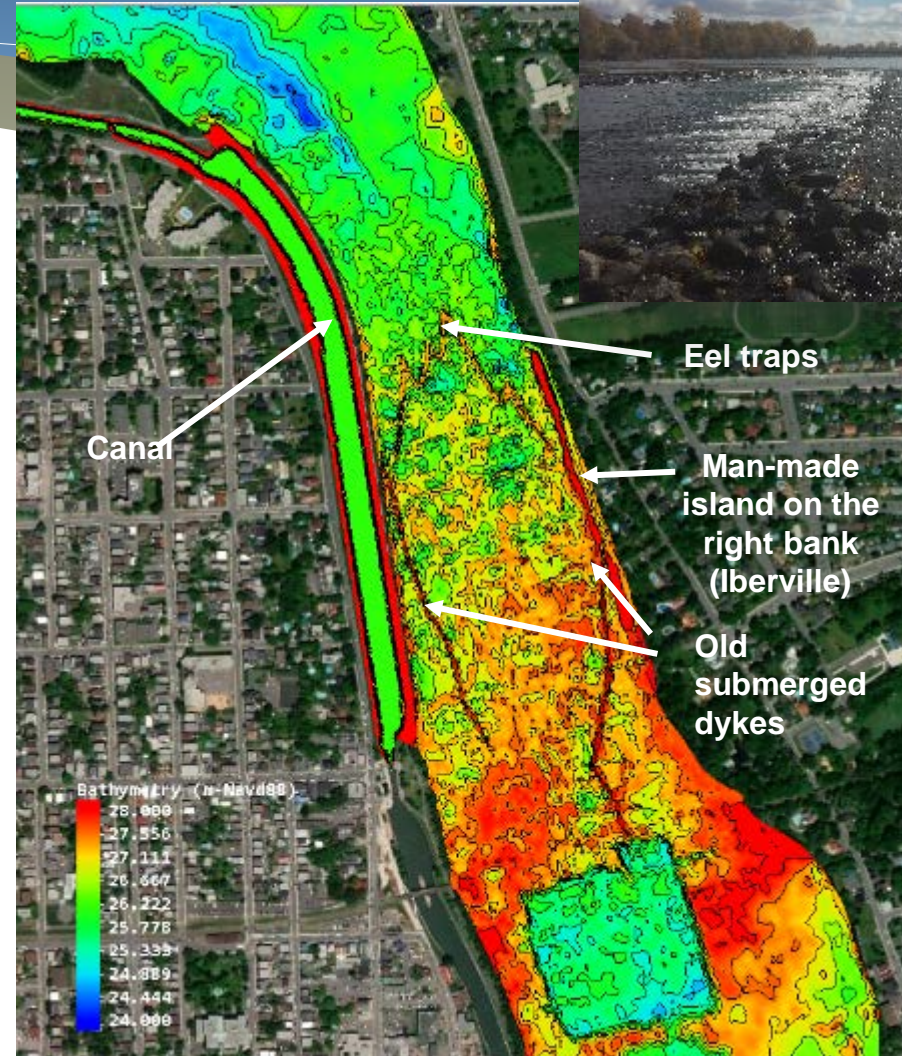 Eel traps
Canal
Man-made
island on the
right bank
(Iberville)
Old
submerged
dykes
Bathymetry (m-Navd88)
28.000
27.556
27.111
26.667
26.222
25.778
25.333
24.889
24.444
24.000